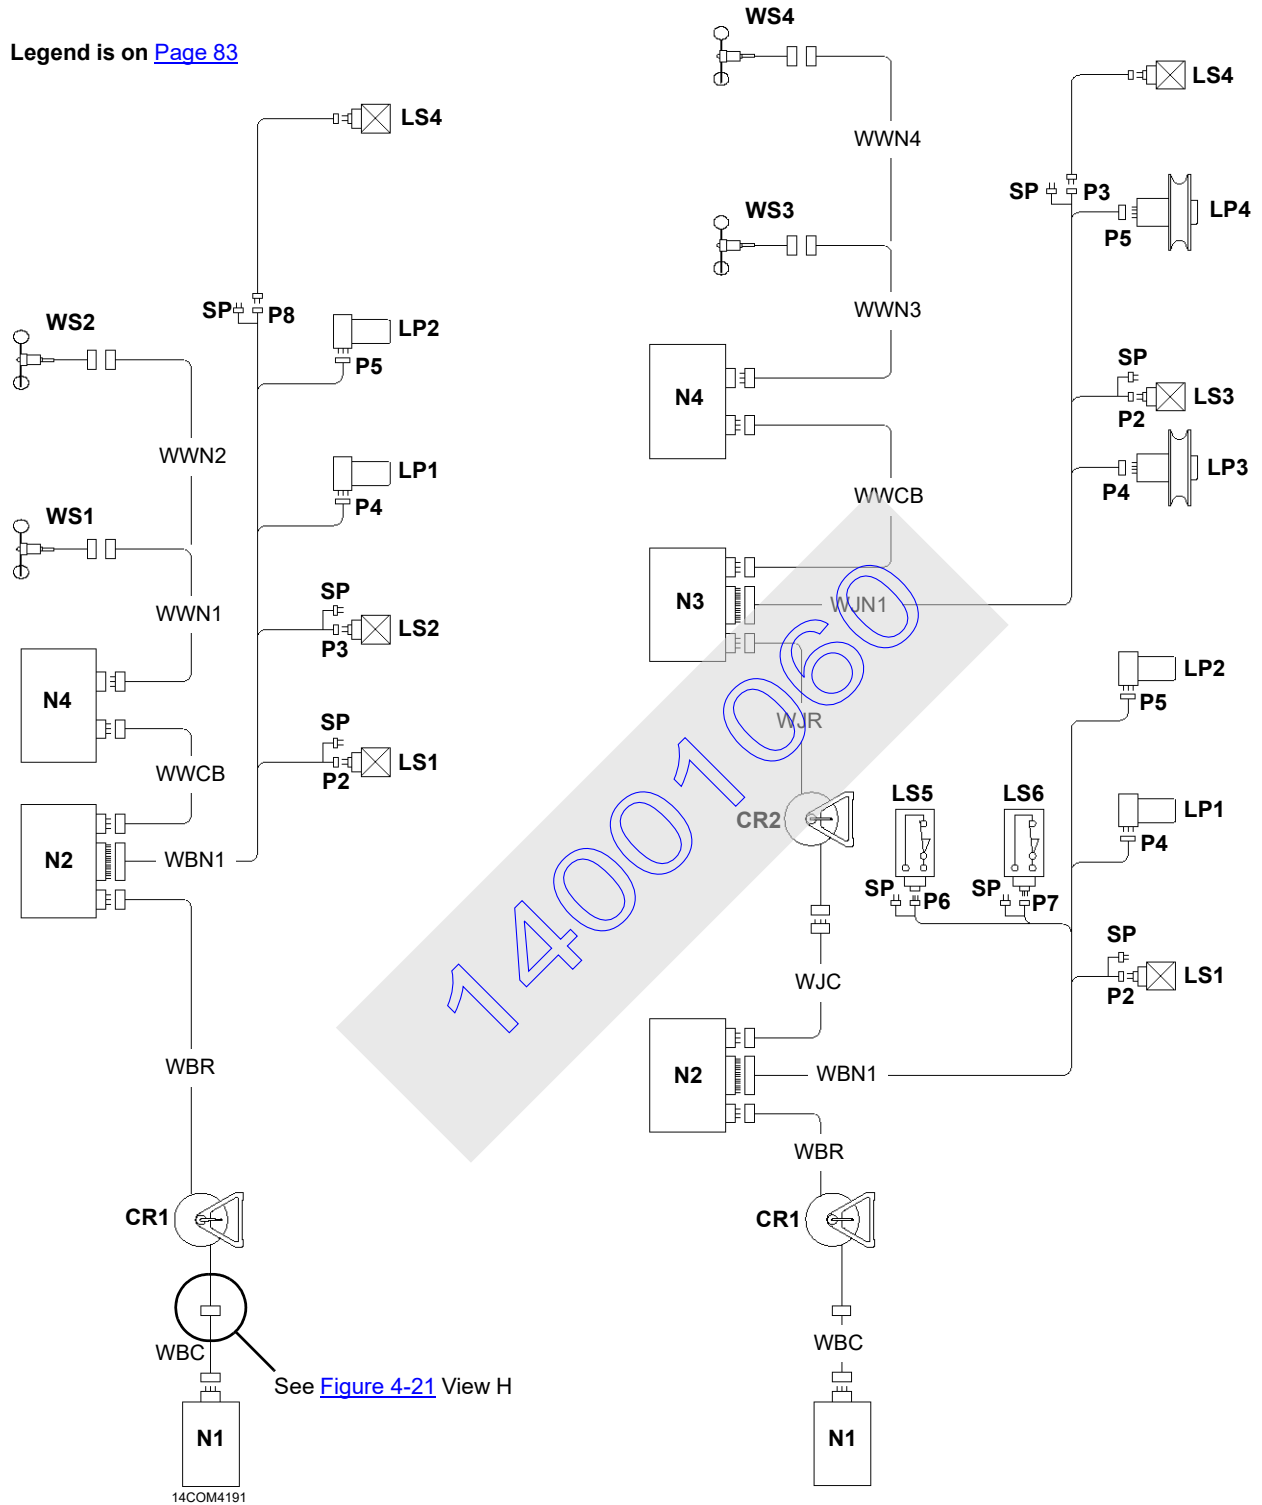 Legend is on Page 83
LS4
SP
P8
WS2
LP2
P5
WWN2
LP1
P4
WS1
SP
WWN1
LS2
P3
N4
SP
WWCB
LS1
P2
N2
WBN1
WBR
CR1
WBC
See Figure 4-21 View H
N1
14COM4191
WS4
LS4
WWN4
SP
P3
WS3
LP4
P5
WWN3
SP
N4
LS3
P2
LP3
P4
WWCB
N3
WJN1
LP2
P5
WJR
LS5
LS6
CR2
LP1
P4
SP
P6
SP
P7
SP
WJC
LS1
P2
N2
WBN1
WBR
CR1
WBC
N1
14001060